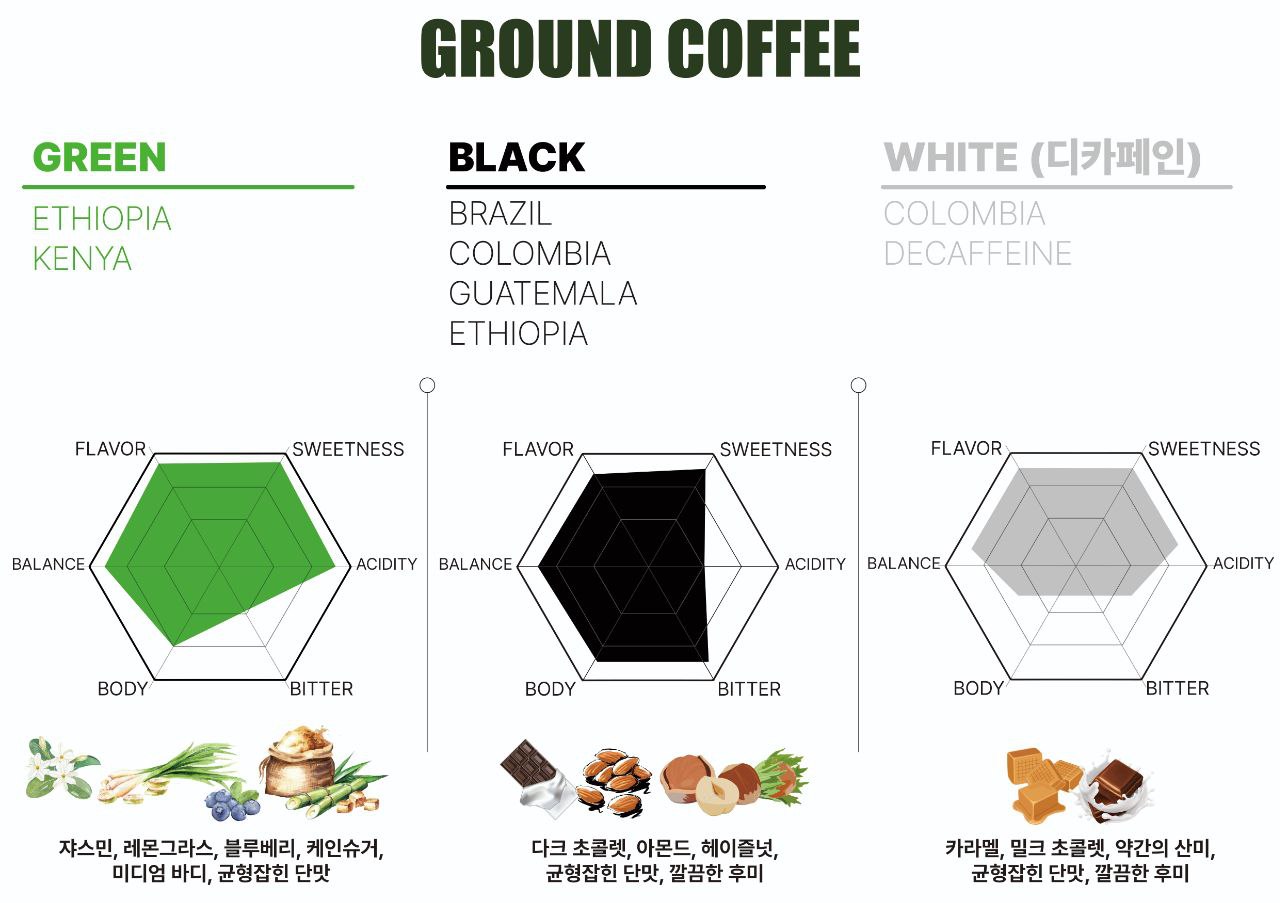 GROUND COFFEE
GREEN
ETHIOPIA
KENYA
BLACK
BRAZIL
COLOMBIA
GUATEMALA
ETHIOPIA
WHITE (디카페인)
COLOMBIA
DECAFFEINE
FLAVOR
SWEETNESS
BALANCE
ACIDITY
BODY
BITTER
쟈스민, 레몬그라스, 블루베리, 케인슈거,
미디엄 바디, 균형잡힌 단맛
FLAVOR
SWEETNESS
BALANCE
ACIDITY
BODY
BITTER
다크 초콜렛, 아몬드, 헤이즐넛,
균형잡힌 단맛, 깔끔한 후미
FLAVOR
SWEETNESS
BALANCE
ACIDITY
BODY
BITTER
카라멜, 밀크 초콜렛, 약간의 산미,
균형잡힌 단맛, 깔끔한 후미